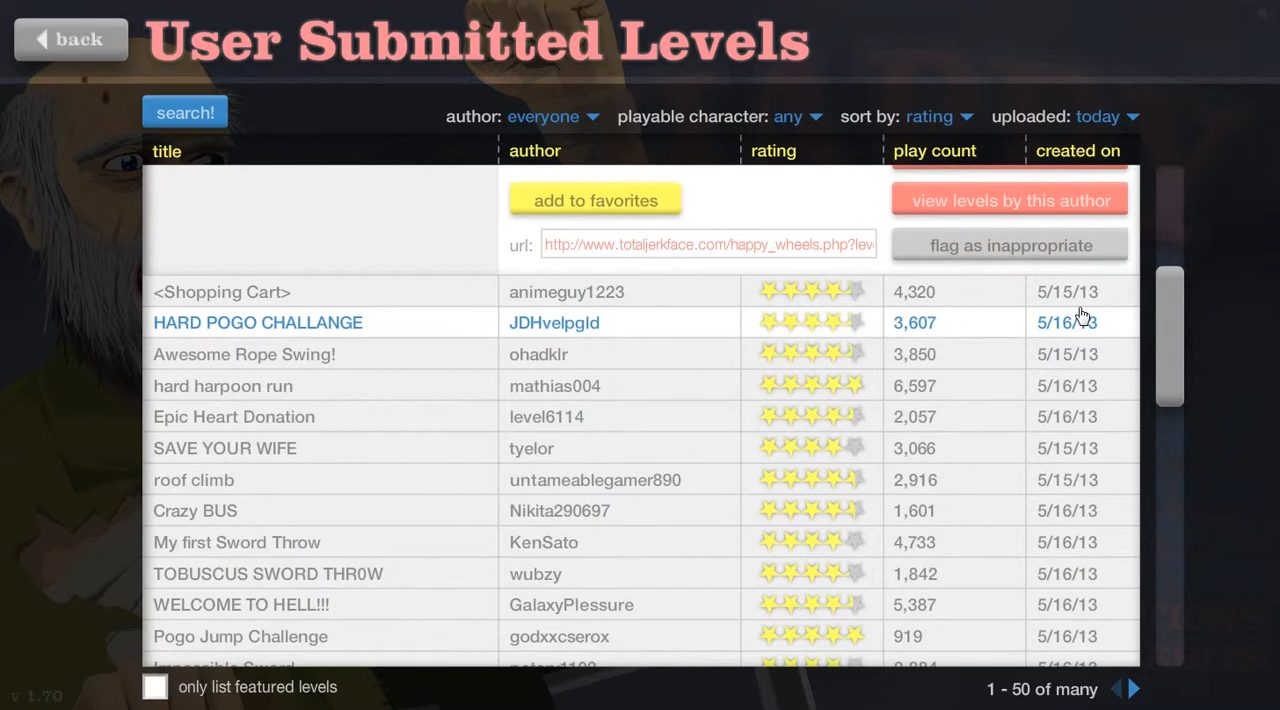 back
User Submitted Levels
search!
author: everyone playable character: any sort by: rating uploaded: today
title author rating play count created on
add to favorites view levels by this author
url: http://www.totaljerkface.com/happy_wheels.php?lev flag as inappropriate
<Shopping Cart> animeguy1223 4,320 5/15/13
HARD POGO CHALLANGE JDHvelpgld 3,607 5/16/13
Awesome Rope Swing! ohadklr 3,850 5/15/13
hard harpoon run mathias004 6,597 5/16/13
Epic Heart Donation level6114 2,057 5/16/13
SAVE YOUR WIFE tyelor 3,066 5/15/13
roof climb untameablegamer890 2,916 5/15/13
Crazy BUS Nikita290697 1,601 5/16/13
My first Sword Throw KenSato 4,733 5/16/13
TOBUSCUS SWORD THR0W wubzy 1,842 5/16/13
WELCOME TO HELL!!! GalaxyPlessure 5,387 5/16/13
Pogo Jump Challenge godxxcserox 919 5/16/13
only list featured levels 1 - 50 of many
v 1.70